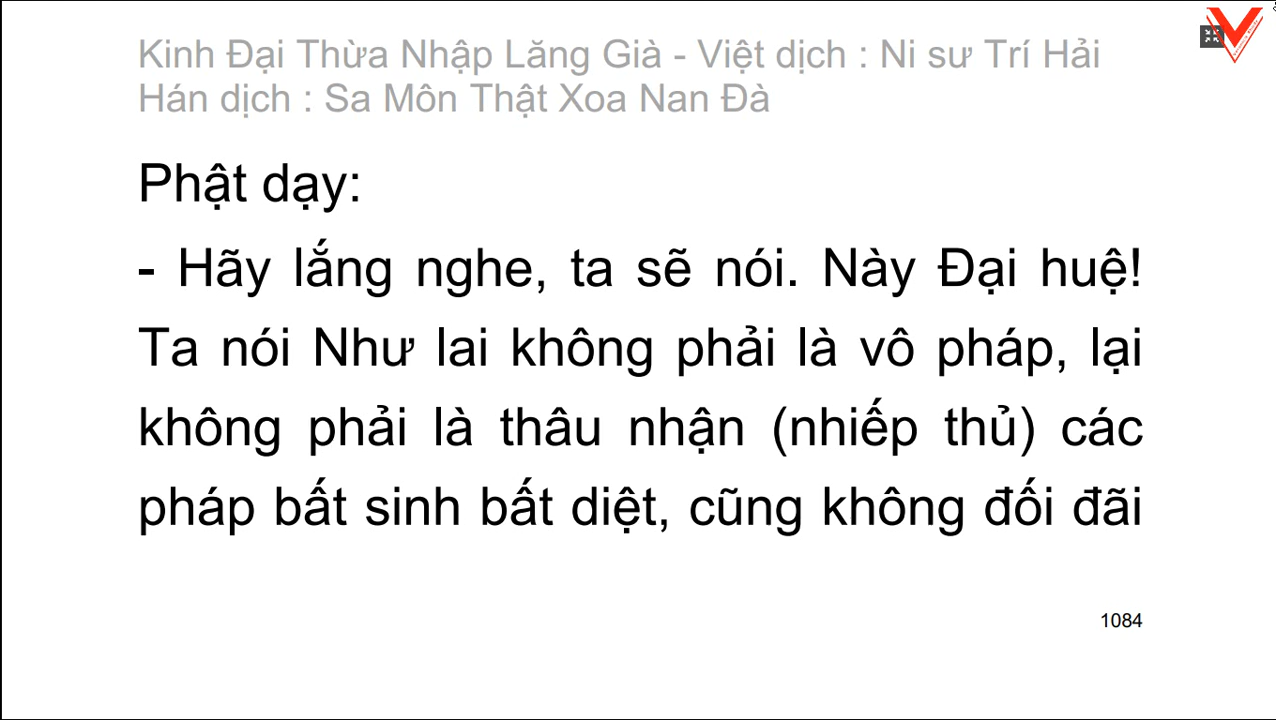 Kinh Đại Thừa Nhập Lăng Già - Việt dịch : Ni sư Trí Hải
Hán dịch : Sa Môn Thật Xoa Nan Đà
Phật dạy:
- Hãy lắng nghe, ta sẽ nói. Này Đại huệ!
Ta nói Như lai không phải là vô pháp, lại
không phải là thâu nhận (nhiếp thủ) các
pháp bất sinh bất diệt, cũng không đối đãi
1084